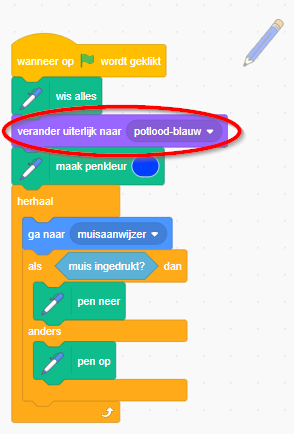 wanneer op wordt geklikt
wis alles
verander uiterlijk naar potlood-blauw
maak penkleur
herhaal
ga naar muisaanwijzer
als muis ingedrukt? dan
pen neer
anders
pen op